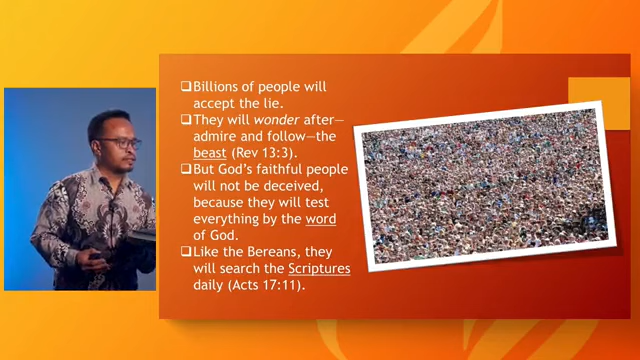 ❑Billions of people will
accept the lie.
❑They will wonder after—
admire and follow—the
beast (Rev 13:3).
❑But God's faithful people
will not be deceived,
because they will test
everything by the word
of God.
❑Like the Bereans, they
will search the Scriptures
daily (Acts 17:11).